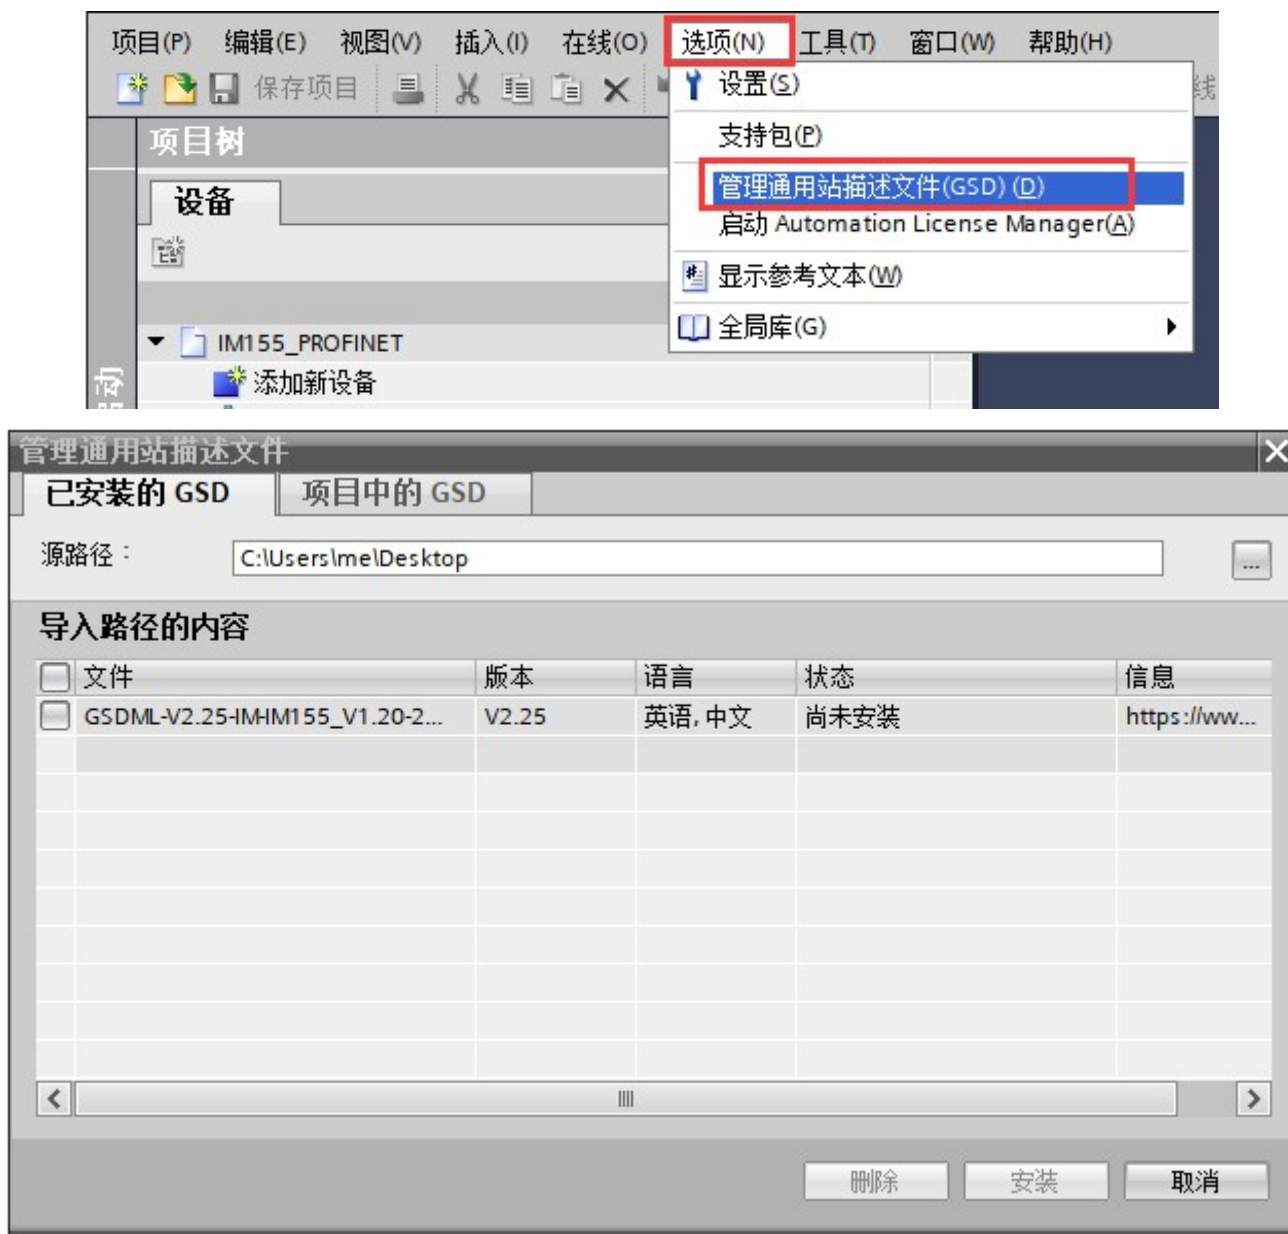 项目(P) 编辑(E) 视图(V) 插入(I) 在线(O) 选项(N) 工具(T) 窗口(W) 帮助(H)
保存项目
设置(S)
线
支持包(P)
项目树
管理通用站描述文件(GSD) (D)
设备
启动 Automation License Manager(A)
显示参考文本(W)
全局库(G)
IM155_PROFINET
添加新设备
管理通用站描述文件
已安装的 GSD 项目中的 GSD
源路径: C:\Users\me\Desktop ...
导入路径的内容
文件 版本 语言 状态 信息
GSDML-V2.25-IM-IM155_V1.20-2... V2.25 英语, 中文 尚未安装 https://ww...
删除 安装 取消